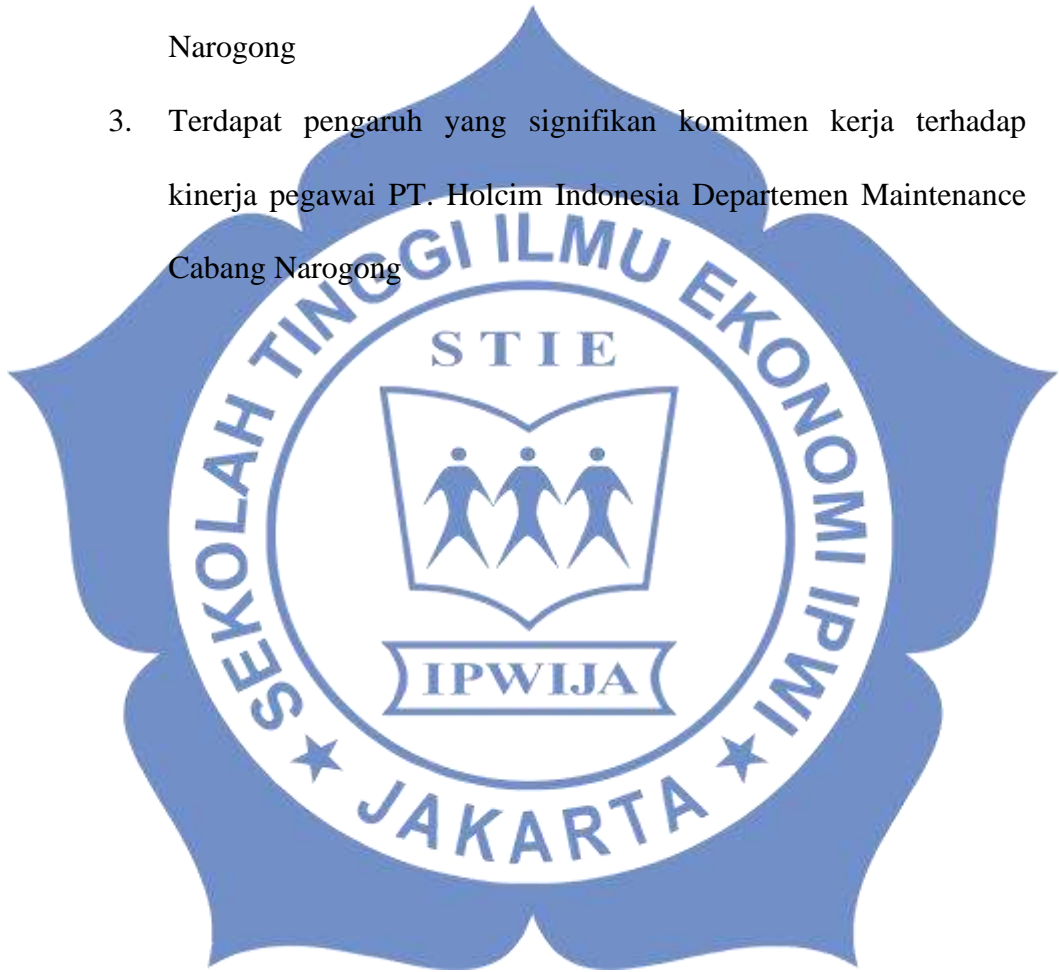 Narogong
3. Terdapat pengaruh yang signifikan komitmen kerja terhadap
kinerja pegawai PT. Holcim Indonesia Departemen Maintenance
Cabang Narogong
SEKOLAH TINGGI ILMU EKONOMI IPWI
STIE
IPWIJA
JAKARTA